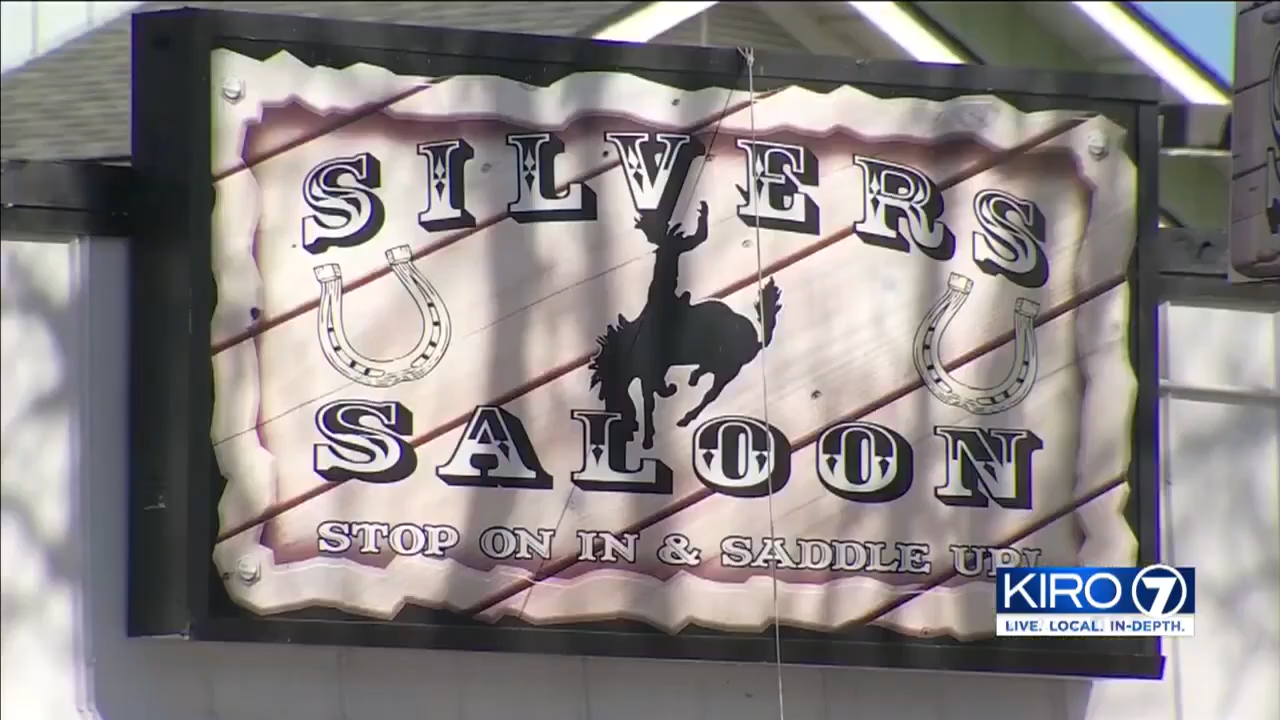 SILVERS
SALOON
STOP ON IN & SADDLE UP!
KIRO 7
LIVE. LOCAL. IN-DEPTH.